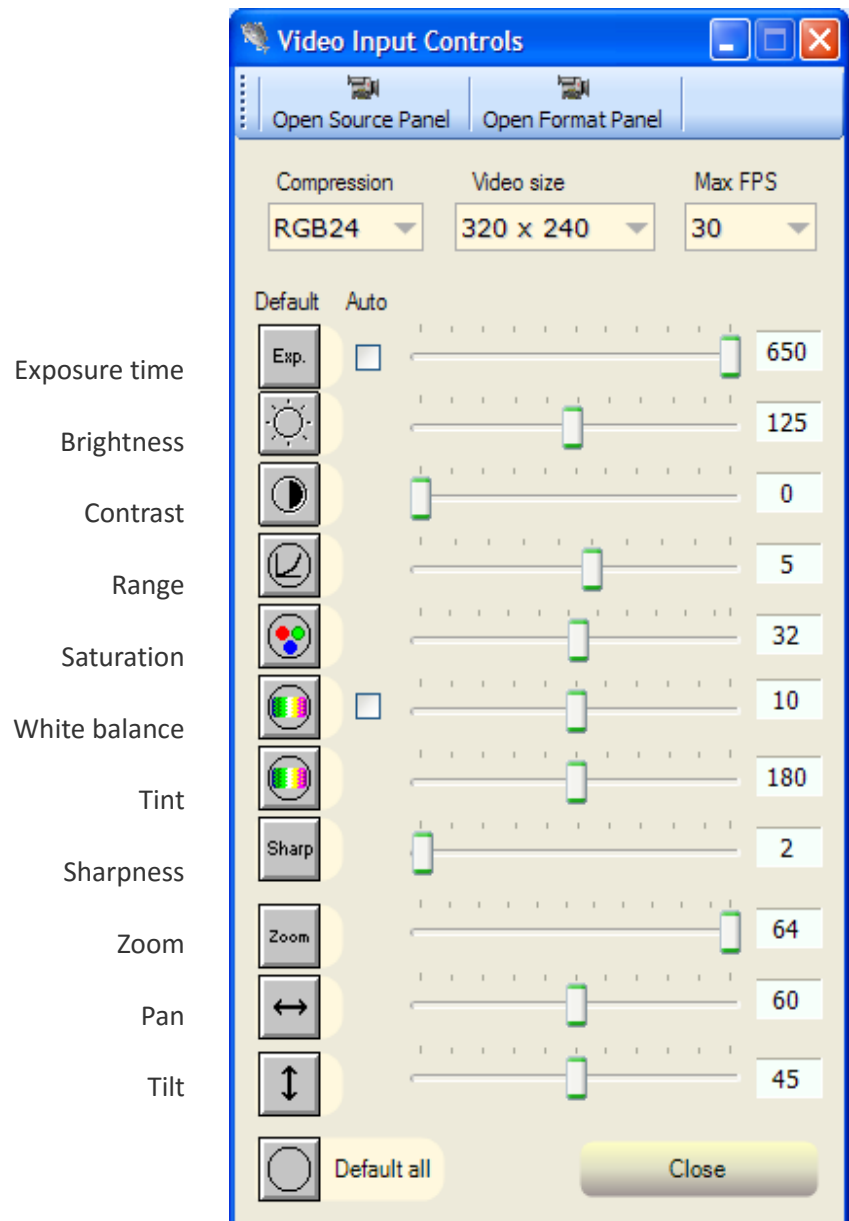 Video Input Controls
Open Source Panel Open Format Panel
Compression Video size Max FPS
RGB24 320 x 240 30
Default Auto
Exposure time Exp. 650
Brightness 125
Contrast 0
Range 5
Saturation 32
White balance 10
Tint 180
Sharpness Sharp 2
Zoom Zoom 64
Pan 60
Tilt 45
Default all Close